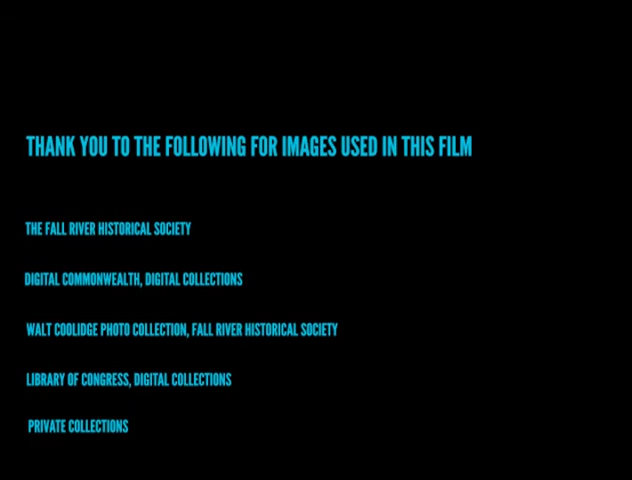 THANK YOU TO THE FOLLOWING FOR IMAGES USED IN THIS FILM
THE FALL RIVER HISTORICAL SOCIETY
DIGITAL COMMONWEALTH, DIGITAL COLLECTIONS
WALT COOLIDGE PHOTO COLLECTION, FALL RIVER HISTORICAL SOCIETY
LIBRARY OF CONGRESS, DIGITAL COLLECTIONS
PRIVATE COLLECTIONS